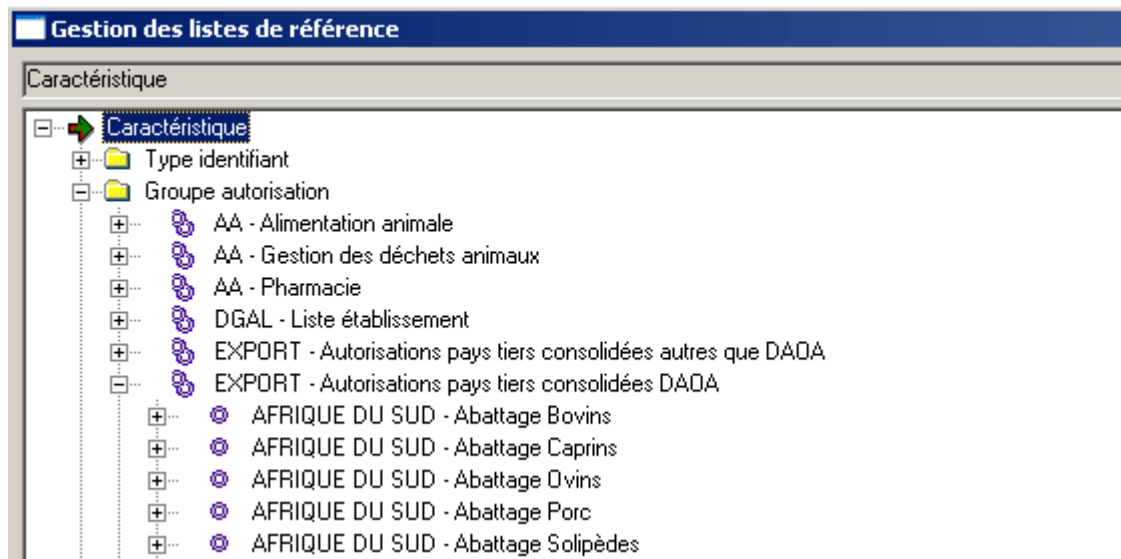 Gestion des listes de référence
Caractéristique
Caractéristique
Type identifiant
Groupe autorisation
AA - Alimentation animale
AA - Gestion des déchets animaux
AA - Pharmacie
DGAL - Liste établissement
EXPORT - Autorisations pays tiers consolidées autres que DAOA
EXPORT - Autorisations pays tiers consolidées DAOA
AFRIQUE DU SUD - Abattage Bovins
AFRIQUE DU SUD - Abattage Caprins
AFRIQUE DU SUD - Abattage Ovins
AFRIQUE DU SUD - Abattage Porc
AFRIQUE DU SUD - Abattage Solipèdes